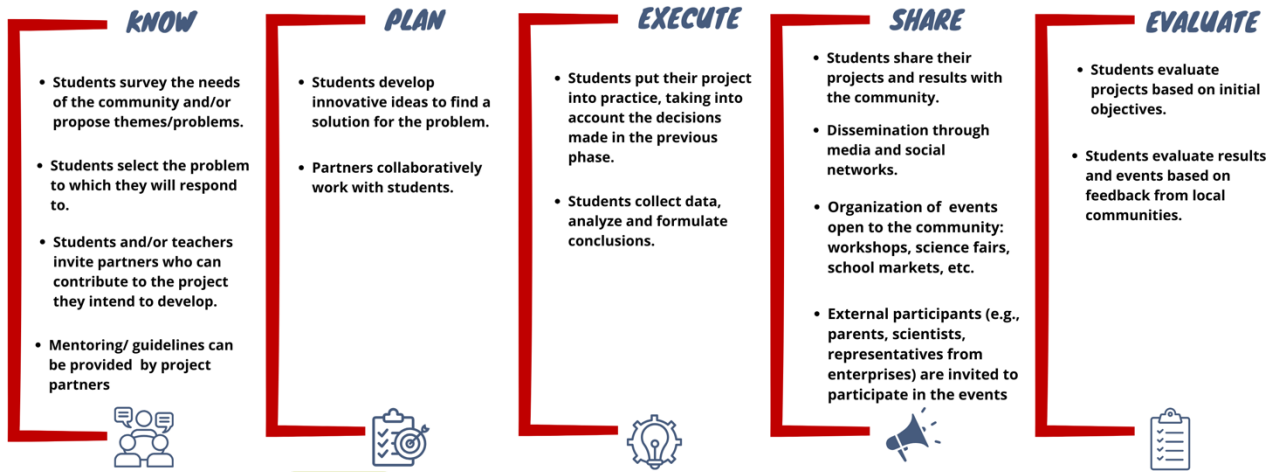 KNOW
• Students survey the needs
of the community and/or
propose themes/problems.
• Students select the problem
to which they will respond
to.
• Students and/or teachers
invite partners who can
contribute to the project
they intend to develop.
• Mentoring/ guidelines can
be provided by project
partners
PLAN
• Students develop
innovative ideas to find a
solution for the problem.
• Partners collaboratively
work with students.
EXECUTE
• Students put their project
into practice, taking into
account the decisions
made in the previous
phase.
• Students collect data,
analyze and formulate
conclusions.
SHARE
• Students share their
projects and results with
the community.
• Dissemination through
media and social
networks.
• Organization of events
open to the community:
workshops, science fairs,
school markets, etc.
• External participants (e.g.,
parents, scientists,
representatives from
enterprises) are invited to
participate in the events
EVALUATE
• Students evaluate
projects based on initial
objectives.
• Students evaluate results
and events based on
feedback from local
communities.